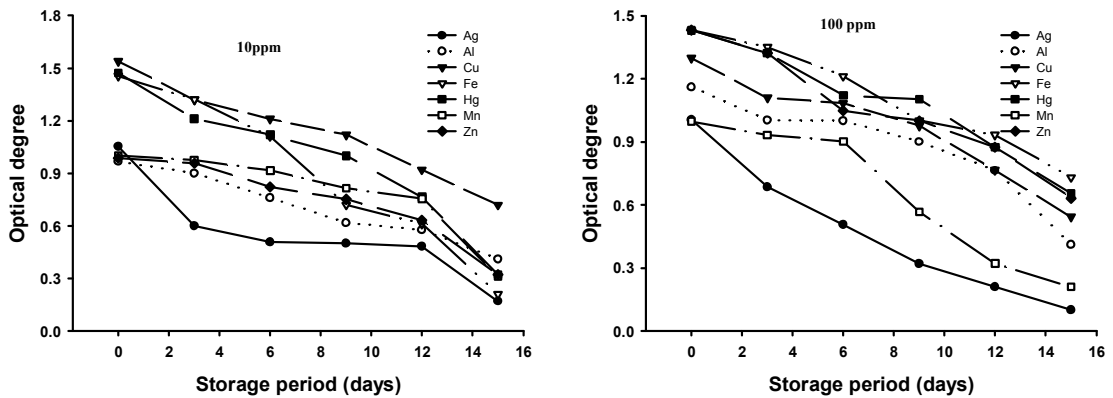 1.8
1.5
1.2
0.9
0.6
0.3
0.0
Optical degree
10ppm
Ag
Al
Cu
Fe
Hg
Mn
Zn
0 2 4 6 8 10 12 14 16
Storage period (days)
1.5
1.2
0.9
0.6
0.3
0.0
Optical degree
100 ppm
Ag
Al
Cu
Fe
Hg
Mn
Zn
0 2 4 6 8 10 12 14 16
Storage period (days)